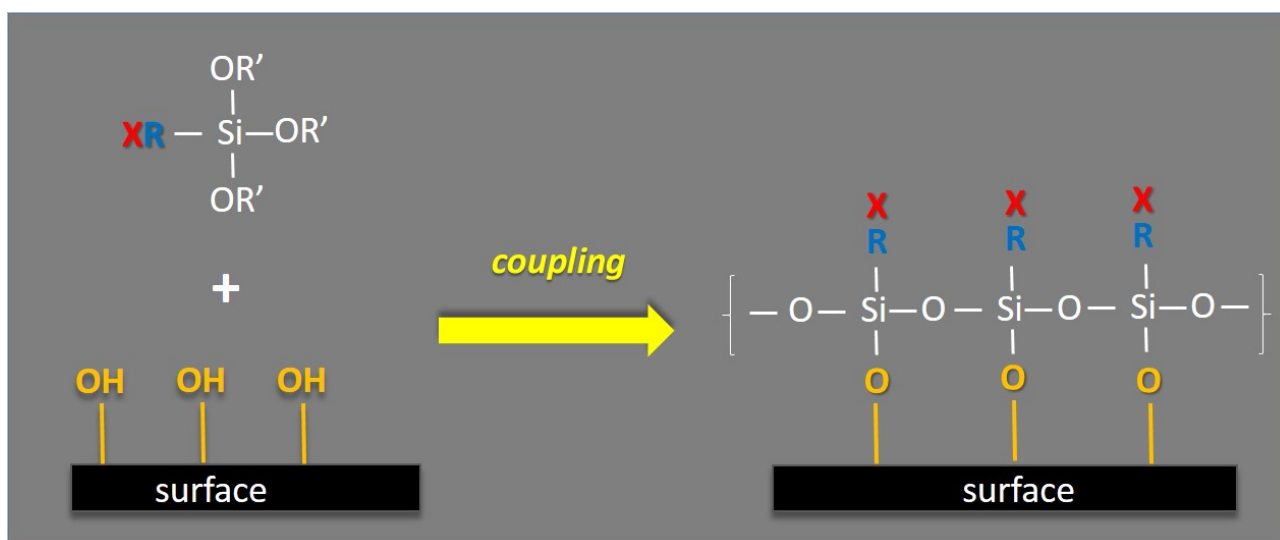 OR’
XR — Si—OR’
OR’
+
OH OH OH
surface
coupling
X X X
R R R
— O — Si—O — Si—O — Si—O —
O O O
surface